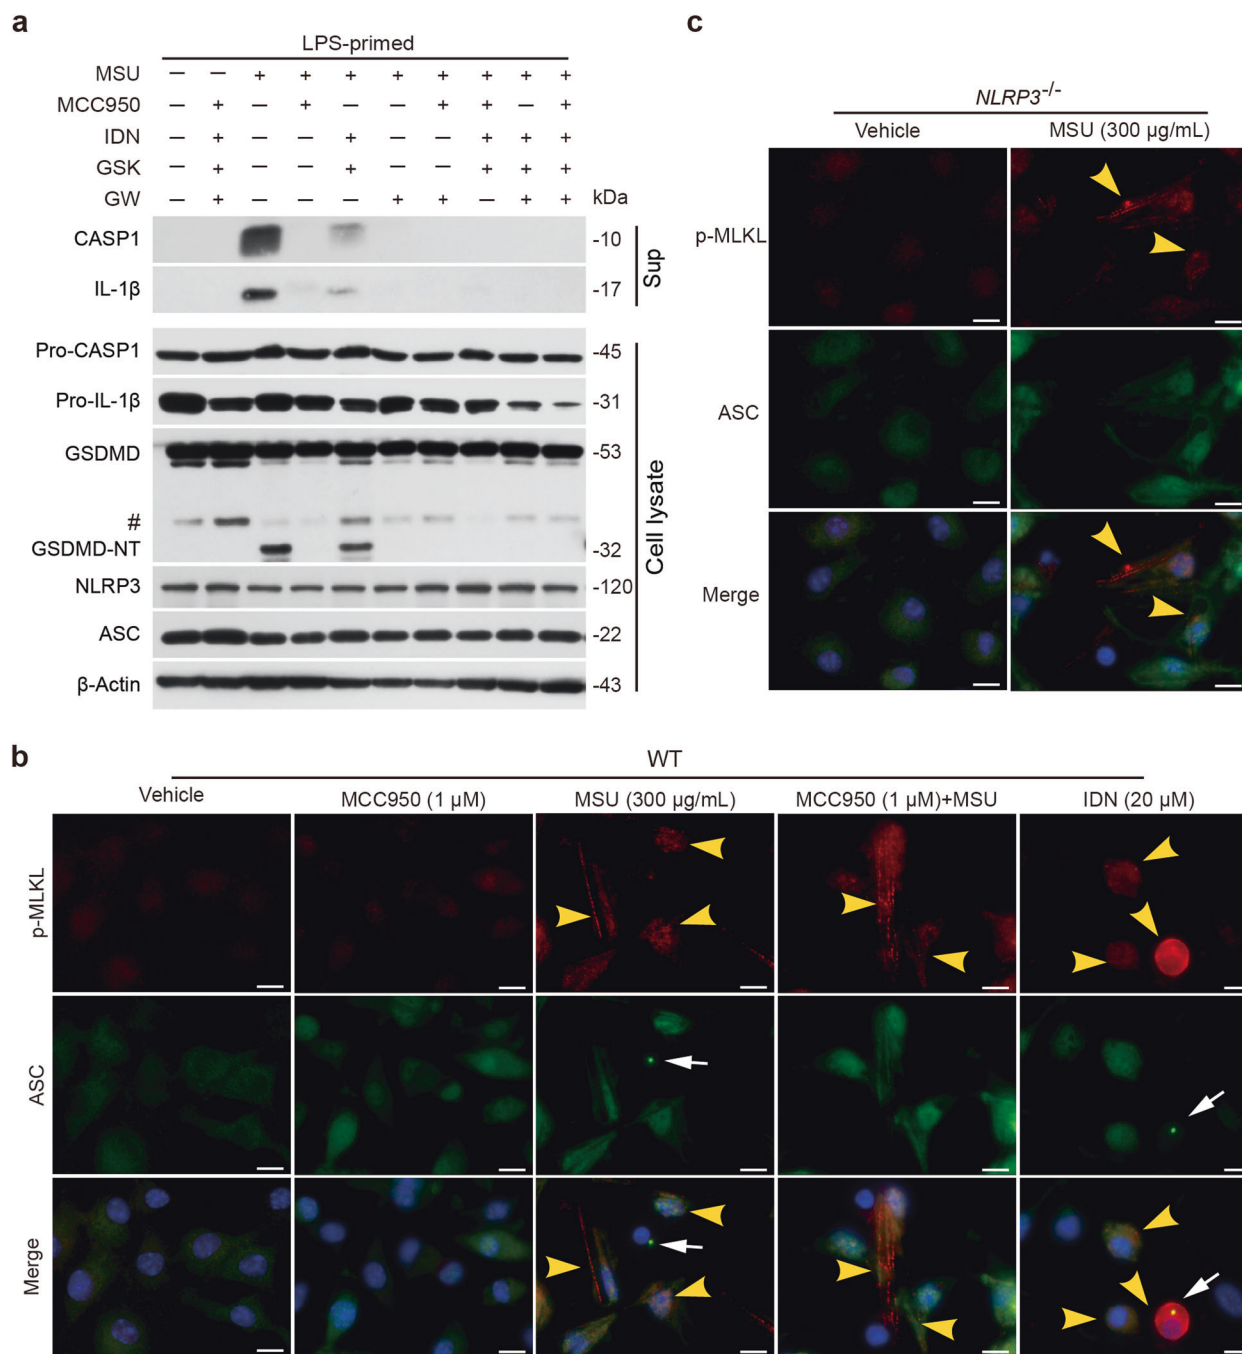 a
LPS-primed
MSU – – + + + + + + + +
MCC950 – + – + – – + + – +
IDN – + – – + – – + + +
GSK – + – – + – – + + +
GW – + – – – + + – + + kDa
CASP1 -10
IL-1β -17
Sup
Pro-CASP1 -45
Pro-IL-1β -31
GSDMD -53
#
GSDMD-NT -32
NLRP3 -120
ASC -22
β-Actin -43
Cell lysate
c
NLRP3-/-
Vehicle MSU (300 µg/mL)
p-MLKL
ASC
Merge
b
WT
Vehicle MCC950 (1 µM) MSU (300 µg/mL) MCC950 (1 µM)+MSU IDN (20 µM)
p-MLKL
ASC
Merge